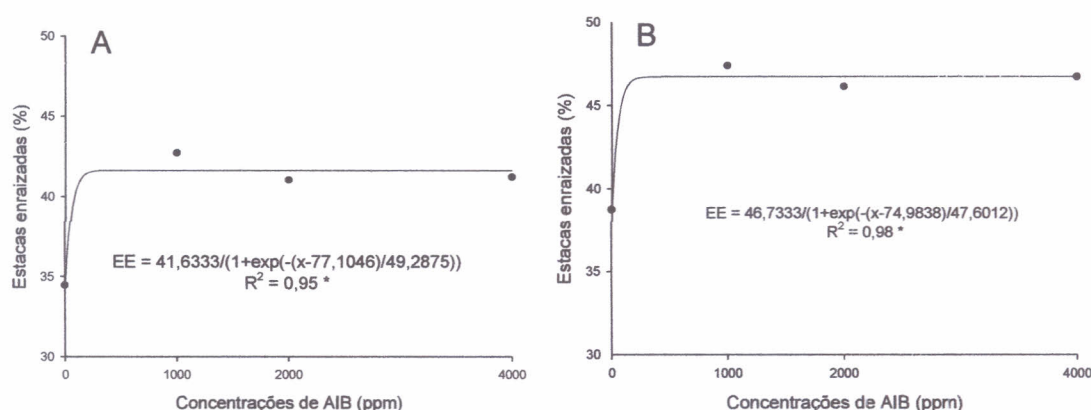 A
50
45
40
35
30
Estacas enraizadas (%)
EE = 41,6333/(1+exp(-(x-77,1046)/49,2875))
R² = 0,95 *
0 1000 2000 4000
Concentrações de AIB (ppm)
B
50
45
40
35
30
Estacas enraizadas (%)
EE = 46,7333/(1+exp(-(x-74,9838)/47,6012))
R² = 0,98 *
0 1000 2000 4000
Concentrações de AIB (ppm)